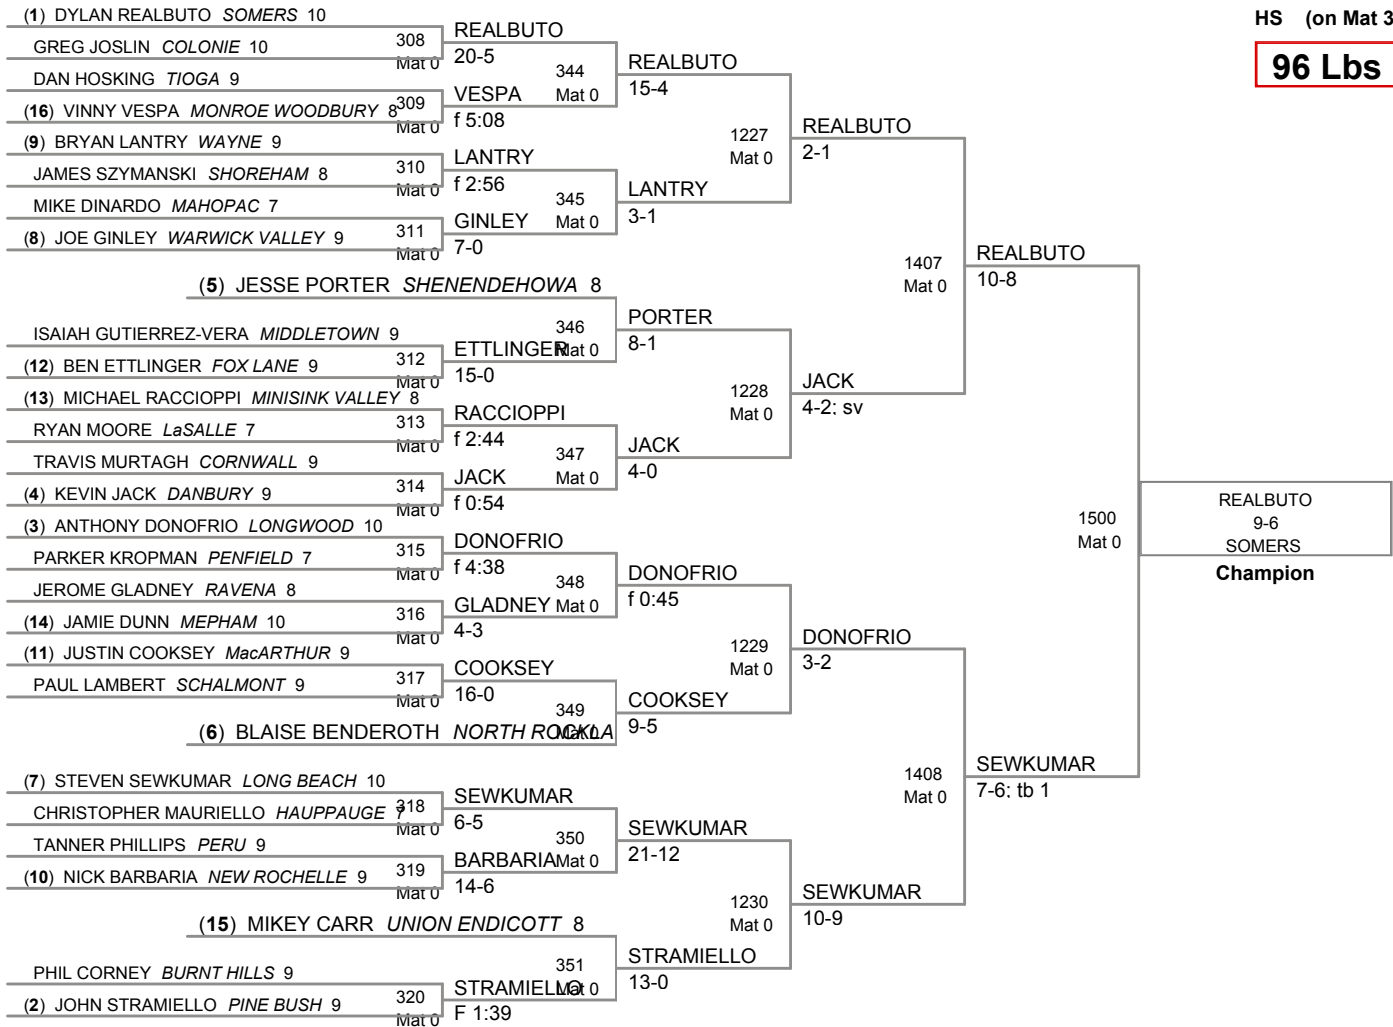 HS (on Mat 3
96 Lbs
(1) DYLAN REALBUTO SOMERS 10
GREG JOSLIN COLONIE 10
308
Mat 0
REALBUTO
20-5
DAN HOSKING TIOGA 9
(16) VINNY VESPA MONROE WOODBURY 8
309
Mat 0
VESPA
f 5:08
344
Mat 0
REALBUTO
15-4
(9) BRYAN LANTRY WAYNE 9
JAMES SZYMANSKI SHOREHAM 8
310
Mat 0
LANTRY
f 2:56
MIKE DINARDO MAHOPAC 7
(8) JOE GINLEY WARWICK VALLEY 9
311
Mat 0
GINLEY
7-0
345
Mat 0
LANTRY
3-1
1227
Mat 0
REALBUTO
2-1
(5) JESSE PORTER SHENENDEHOWA 8
ISAIAH GUTIERREZ-VERA MIDDLETOWN 9
(12) BEN ETTLINGER FOX LANE 9
312
Mat 0
ETTLINGER
15-0
346
Mat 0
PORTER
8-1
(13) MICHAEL RACCIOPPI MINISINK VALLEY 8
RYAN MOORE LaSALLE 7
313
Mat 0
RACCIOPPI
f 2:44
TRAVIS MURTAGH CORNWALL 9
(4) KEVIN JACK DANBURY 9
314
Mat 0
JACK
f 0:54
347
Mat 0
JACK
4-0
1228
Mat 0
JACK
4-2; sv
1407
Mat 0
REALBUTO
10-8
(3) ANTHONY DONOFRIO LONGWOOD 10
PARKER KROPMAN PENFIELD 7
315
Mat 0
DONOFRIO
f 4:38
JEROME GLADNEY RAVENA 8
(14) JAMIE DUNN MEPHAM 10
316
Mat 0
GLADNEY
4-3
348
Mat 0
DONOFRIO
f 0:45
(11) JUSTIN COOKSEY MacARTHUR 9
PAUL LAMBERT SCHALMONT 9
317
Mat 0
COOKSEY
16-0
(6) BLAISE BENDEROTH NORTH ROCKLA
349
Mat 0
COOKSEY
9-5
1229
Mat 0
DONOFRIO
3-2
(7) STEVEN SEWKUMAR LONG BEACH 10
CHRISTOPHER MAURIELLO HAUPPAUGE 7
318
Mat 0
SEWKUMAR
6-5
TANNER PHILLIPS PERU 9
(10) NICK BARBARIA NEW ROCHELLE 9
319
Mat 0
BARBARIA
14-6
350
Mat 0
SEWKUMAR
21-12
(15) MIKEY CARR UNION ENDICOTT 8
PHIL CORNEY BURNT HILLS 9
(2) JOHN STRAMIELLO PINE BUSH 9
320
Mat 0
STRAMIELLO
F 1:39
351
Mat 0
STRAMIELLO
13-0
1230
Mat 0
SEWKUMAR
10-9
1408
Mat 0
SEWKUMAR
7-6; tb 1
1500
Mat 0
REALBUTO
9-6
SOMERS
Champion